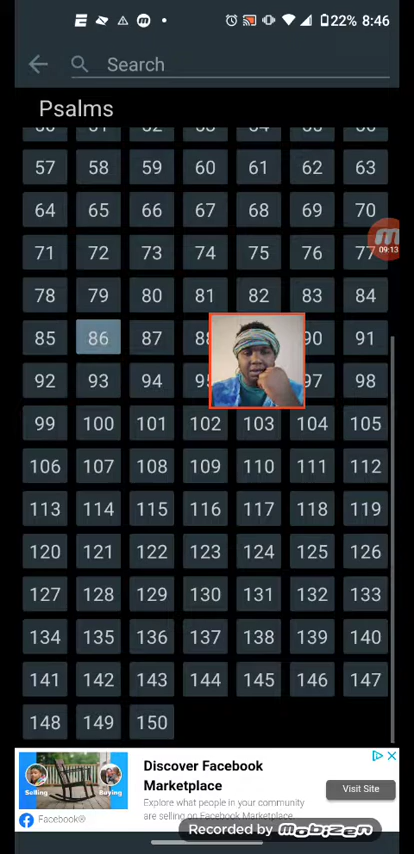 22% 8:46
Search
Psalms
57 58 59 60 61 62 63
64 65 66 67 68 69 70
71 72 73 74 75 76 77
09:13
78 79 80 81 82 83 84
85 86 87 90 91
92 93 94 97 98
99 100 101 102 103 104 105
106 107 108 109 110 111 112
113 114 115 116 117 118 119
120 121 122 123 124 125 126
127 128 129 130 131 132 133
134 135 136 137 138 139 140
141 142 143 144 145 146 147
148 149 150
Selling Buying
Discover Facebook
Marketplace
Explore what people in your community
are selling on Facebook Marketplace
Visit Site
Facebook®
Recorded by mobizen